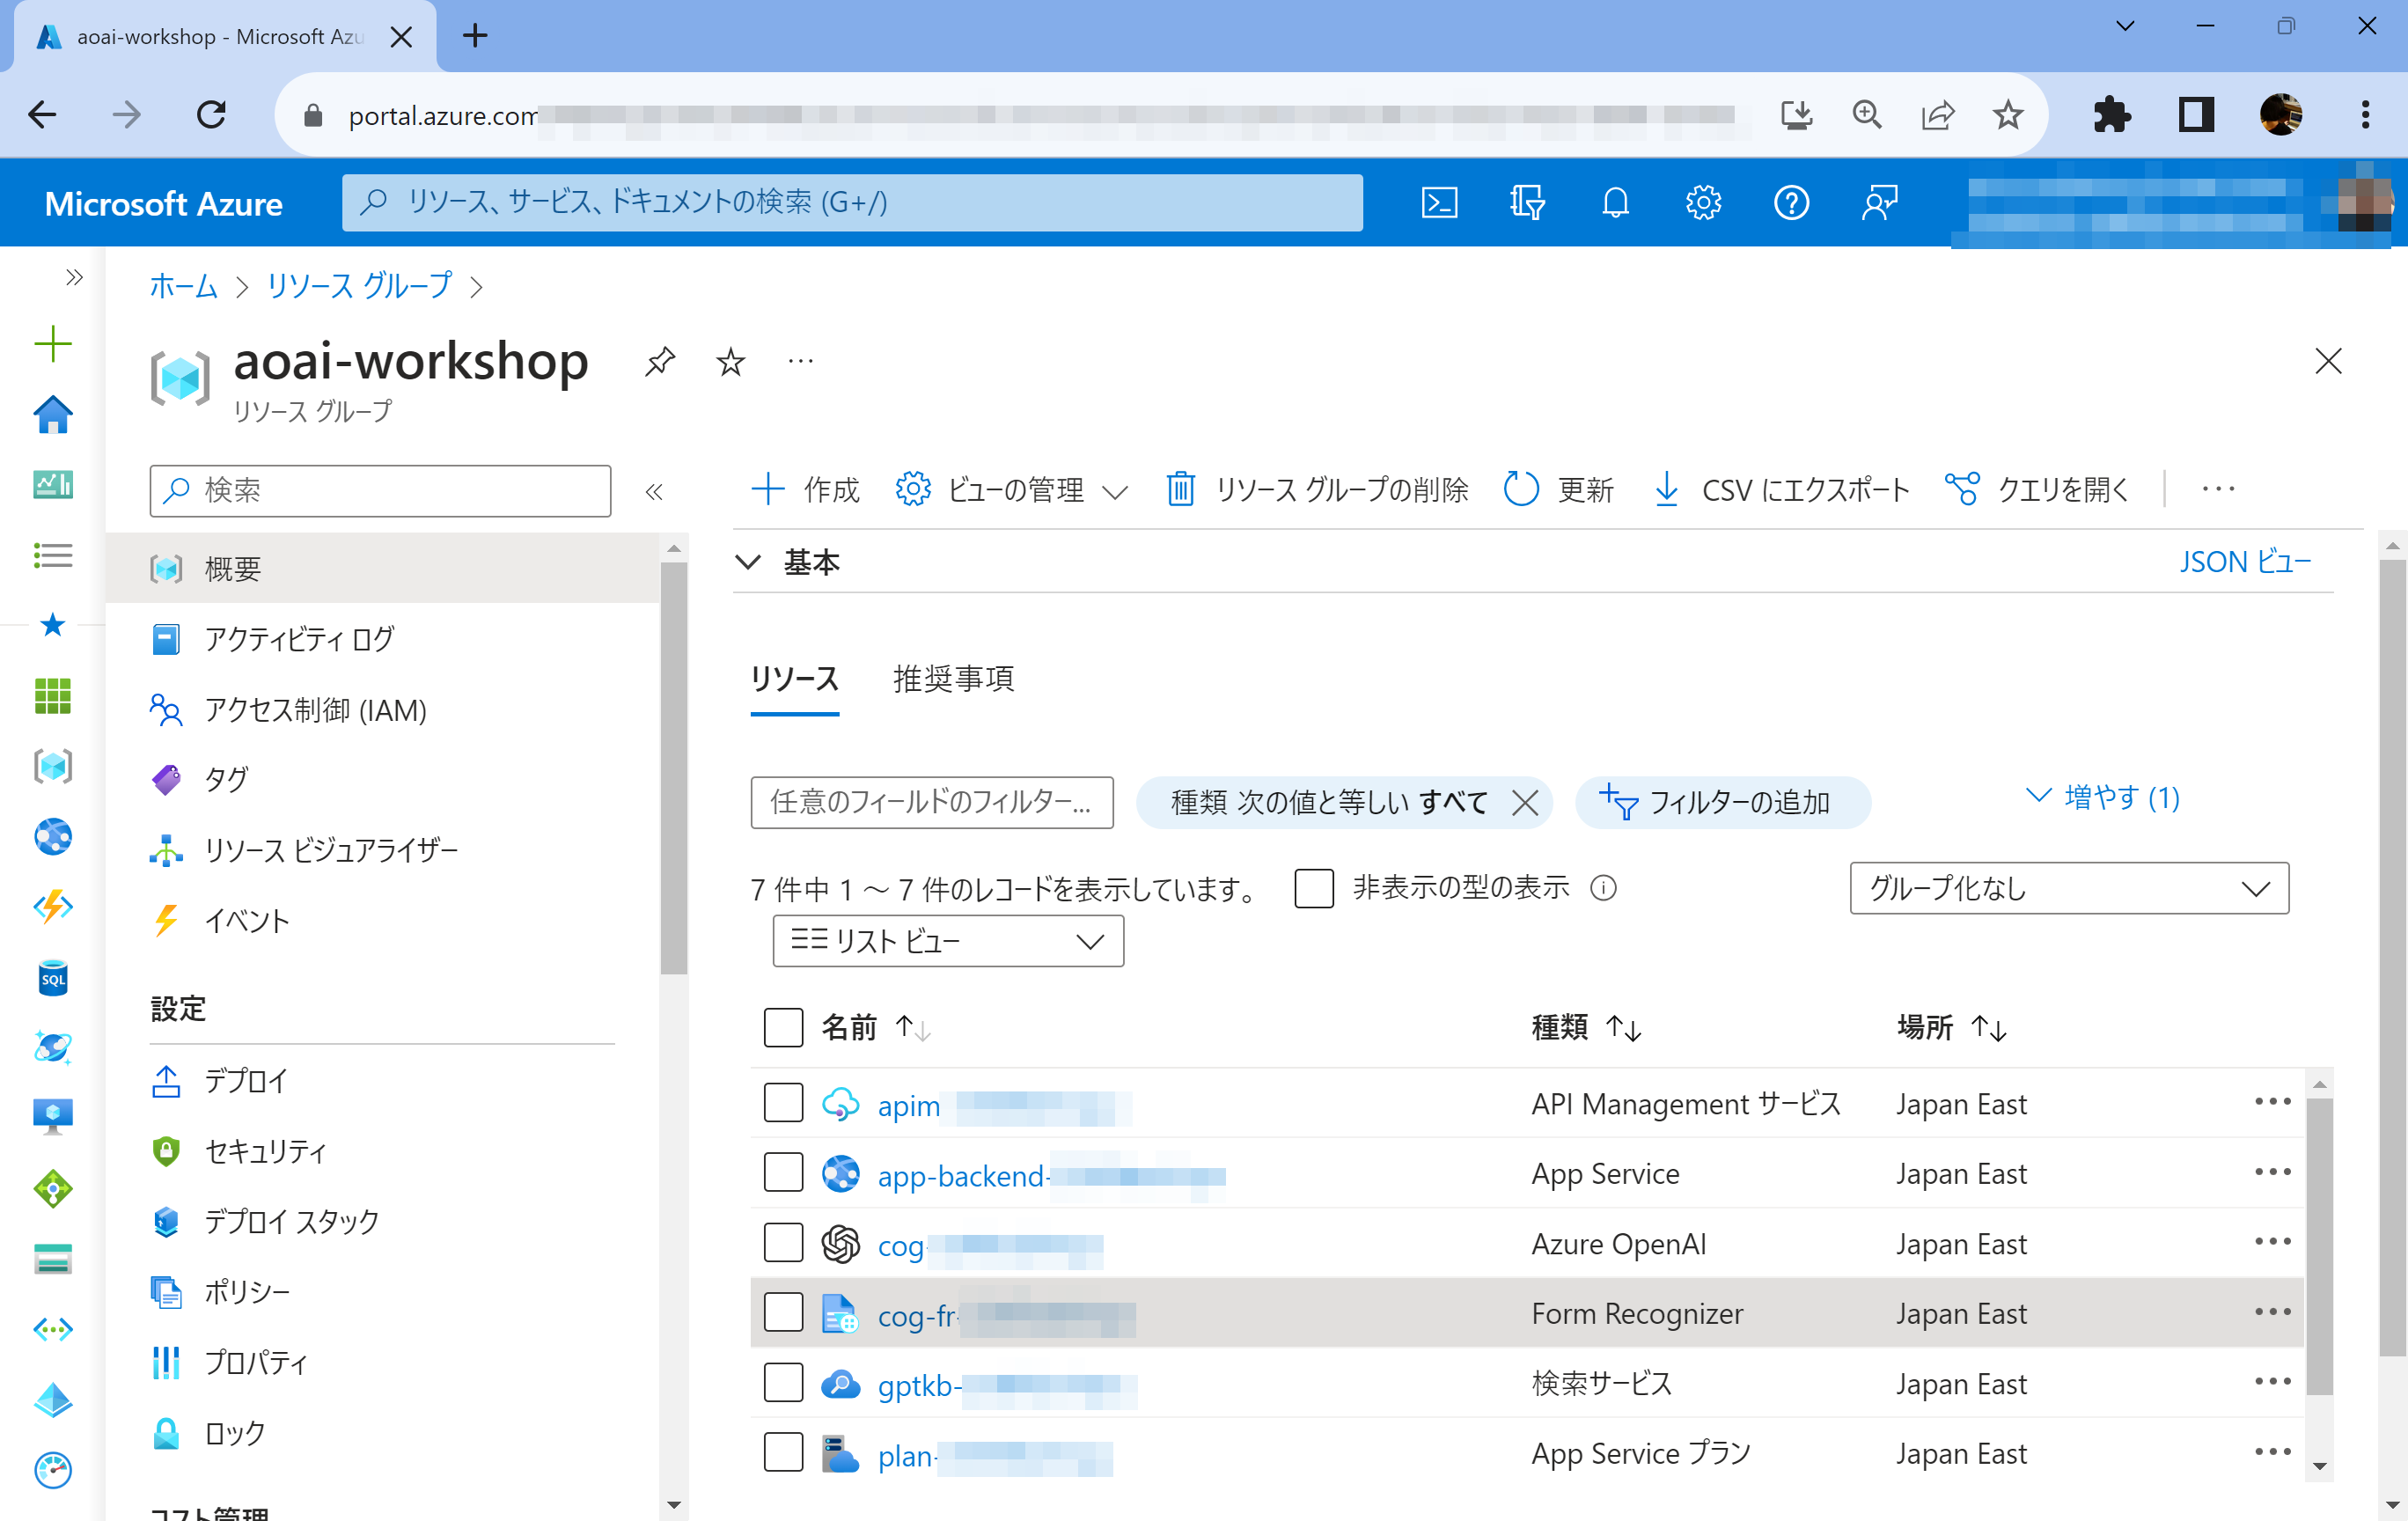 aoai-workshop - Microsoft Azu
portal.azure.com
Microsoft Azure
リソース、サービス、ドキュメントの検索 (G+/)
ホーム > リソース グループ >
aoai-workshop
リソース グループ
検索
作成
ビューの管理
リソース グループの削除
更新
CSV にエクスポート
クエリを開く
概要
アクティビティ ログ
アクセス制御 (IAM)
タグ
リソース ビジュアライザー
イベント
設定
デプロイ
セキュリティ
デプロイ スタック
ポリシー
プロパティ
ロック
コスト管理
基本
JSON ビュー
リソース
推奨事項
任意のフィールドのフィルター...
種類 次の値と等しい すべて
フィルターの追加
増やす (1)
7 件中 1 ～ 7 件のレコードを表示しています。
非表示の型の表示
グループ化なし
リスト ビュー
名前 種類 場所
apim API Management サービス Japan East
app-backend- App Service Japan East
cog- Azure OpenAI Japan East
cog-fr- Form Recognizer Japan East
gptkb- 検索サービス Japan East
plan- App Service プラン Japan East
SQL